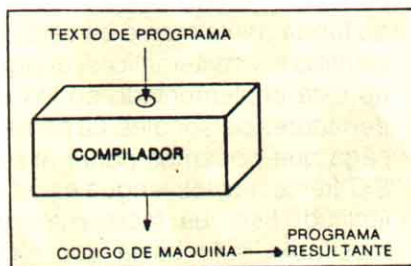 TEXTO DE PROGRAMA
COMPILADOR
CODIGO DE MAQUINA
PROGRAMA
RESULTANTE